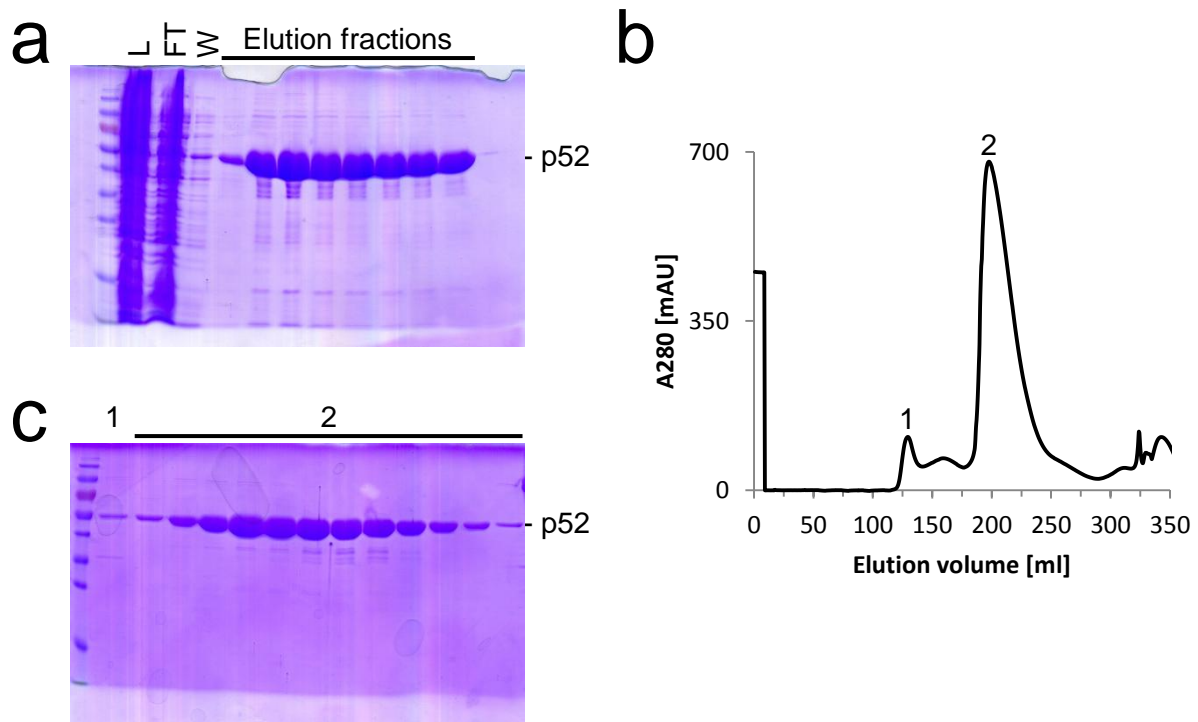 a
L
FT
W
Elution fractions
p52
b
700
350
0
A280 [mAU]
1
2
0 50 100 150 200 250 300 350
Elution volume [ml]
c
1 2
p52